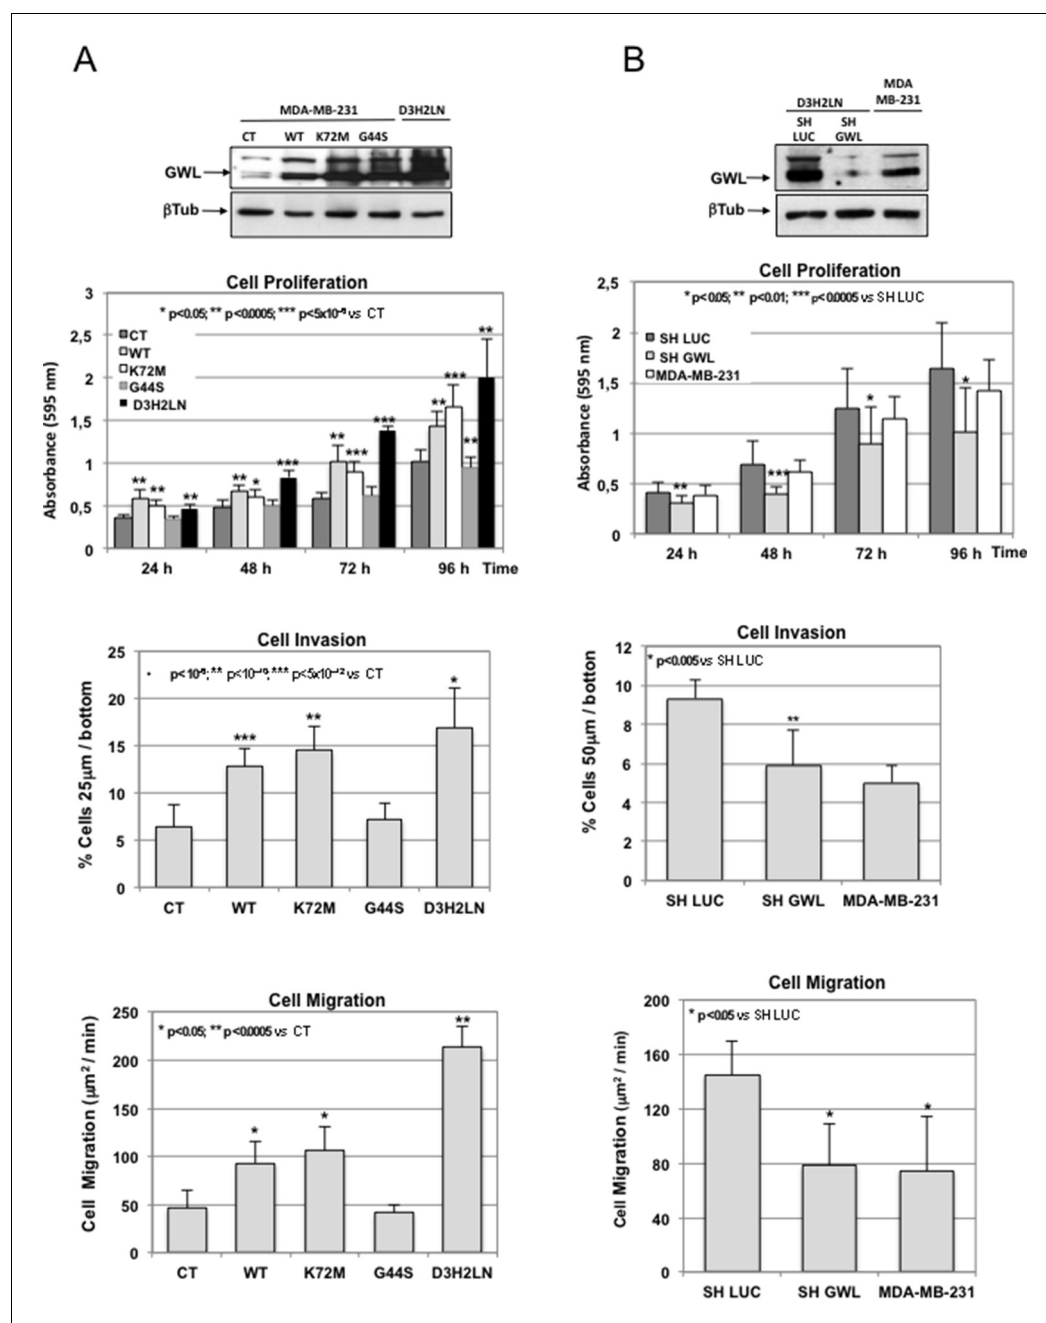 A
MDA-MB-231 D3H2LN
CT WT K72M G44S
GWL
βTub
Cell Proliferation
* p<0.05; ** p<0.0005; *** p<5x10⁻⁶ vs CT
CT
WT
K72M
G44S
D3H2LN
Absorbance (595 nm)
3
2,5
2
1,5
1
0,5
0
** ** **
** * ***
** *** ***
** *** ** **
24 h 48 h 72 h 96 h Time
Cell Invasion
p<10⁻⁸; ** p<10⁻¹⁰; *** p<5x10⁻¹² vs CT
% Cells 25µm / bottom
25
20
15
10
5
0
*** ** *
CT WT K72M G44S D3H2LN
Cell Migration
* p<0.05; ** p<0.0005 vs CT
Cell Migration (µm² / min)
250
200
150
100
50
0
* * **
CT WT K72M G44S D3H2LN
B
D3H2LN
MDA
MB-231
SH
LUC
SH
GWL
GWL
βTub
Cell Proliferation
* p<0.05; ** p<0.01; *** p<0.0005 vs SH LUC
SH LUC
SH GWL
MDA-MB-231
Absorbance (595 nm)
2,5
2
1,5
1
0,5
0
** *** * *
24 h 48 h 72 h 96 h Time
Cell Invasion
* p<0.005 vs SH LUC
% Cells 50µm / botton
12
10
8
6
4
2
0
**
SH LUC SH GWL MDA-MB-231
Cell Migration
* p<0.05 vs SH LUC
Cell Migration (µm² / min)
200
160
120
80
40
0
* *
SH LUC SH GWL MDA-MB-231